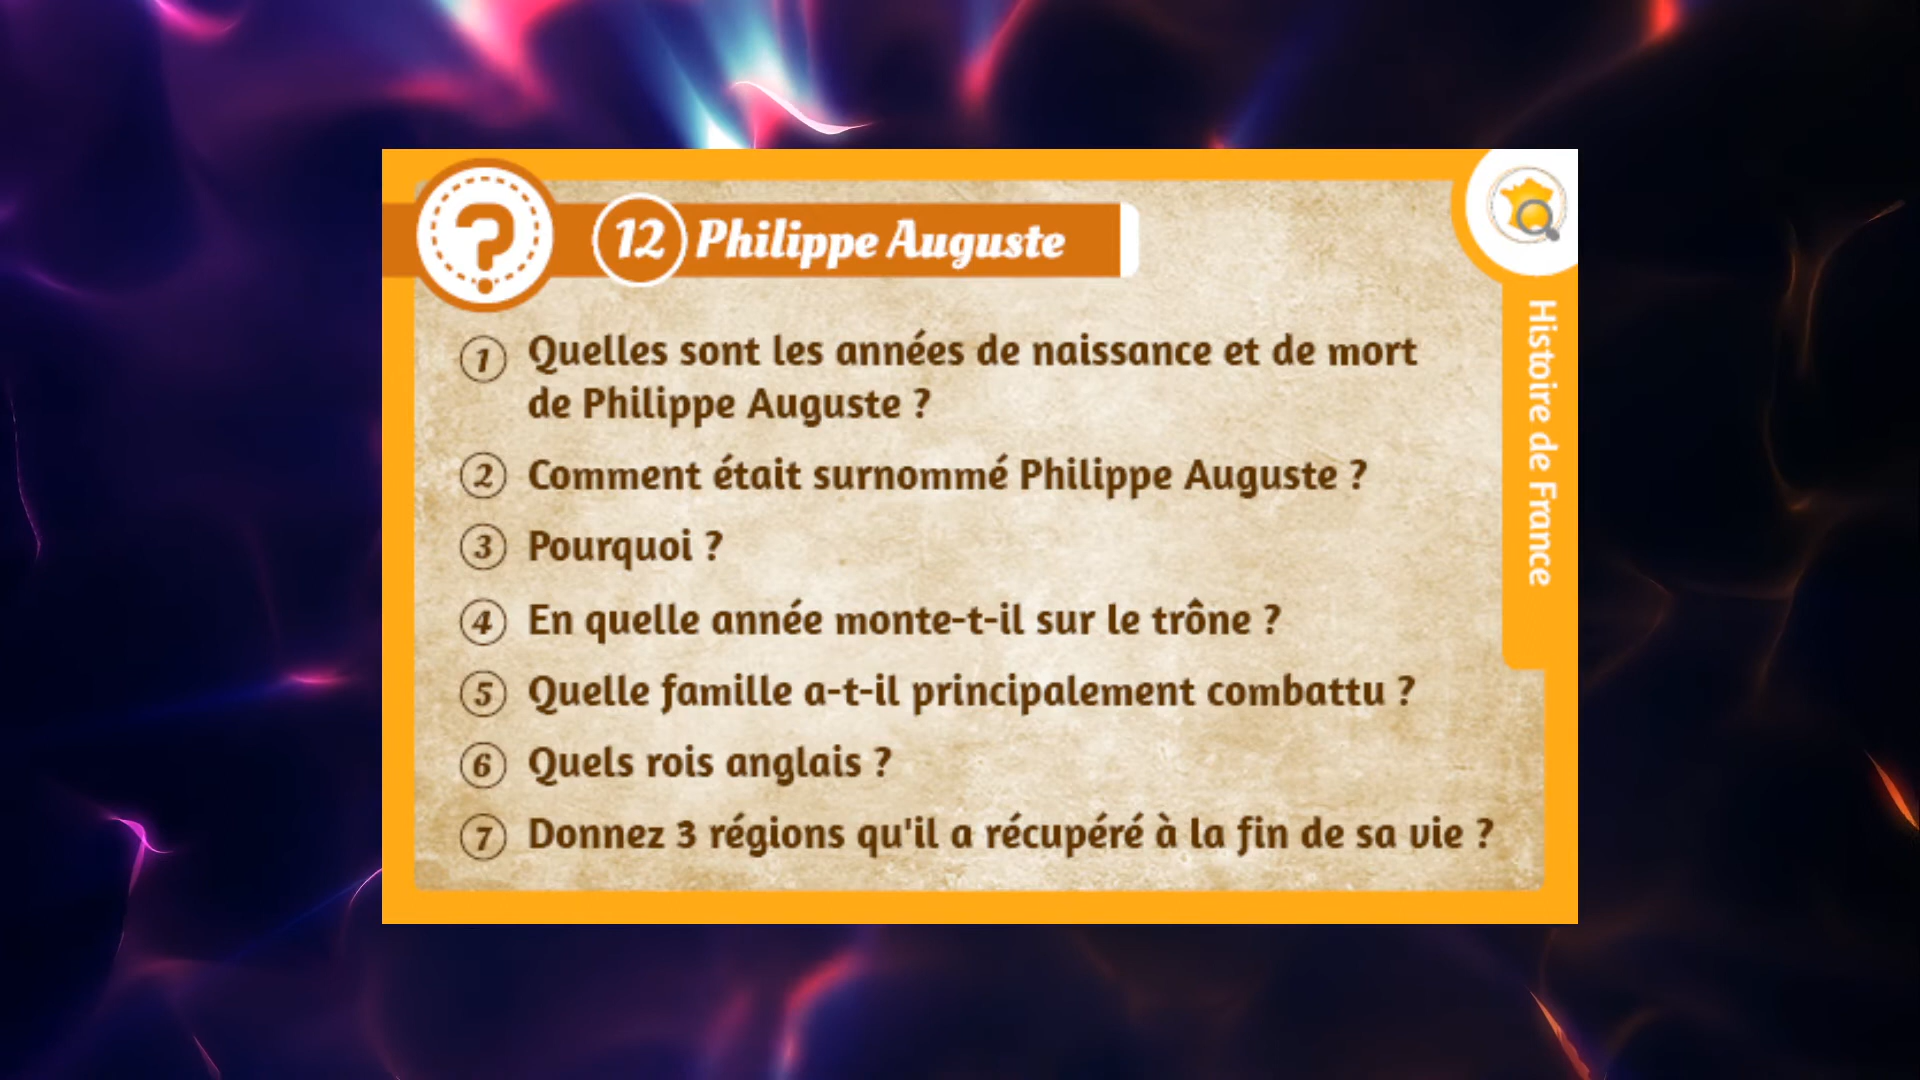 ?
12 Philippe Auguste
Histoire de France
1 Quelles sont les années de naissance et de mort
de Philippe Auguste ?
2 Comment était surnommé Philippe Auguste ?
3 Pourquoi ?
4 En quelle année monte-t-il sur le trône ?
5 Quelle famille a-t-il principalement combattu ?
6 Quels rois anglais ?
7 Donnez 3 régions qu'il a récupéré à la fin de sa vie ?